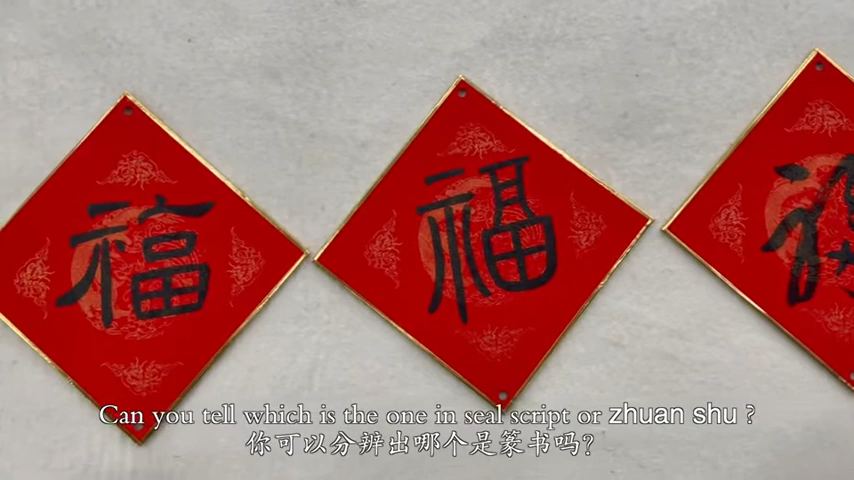 福
福
Can you tell which is the one in seal script or zhuan shu ?
你可以分辨出哪个是篆书吗?